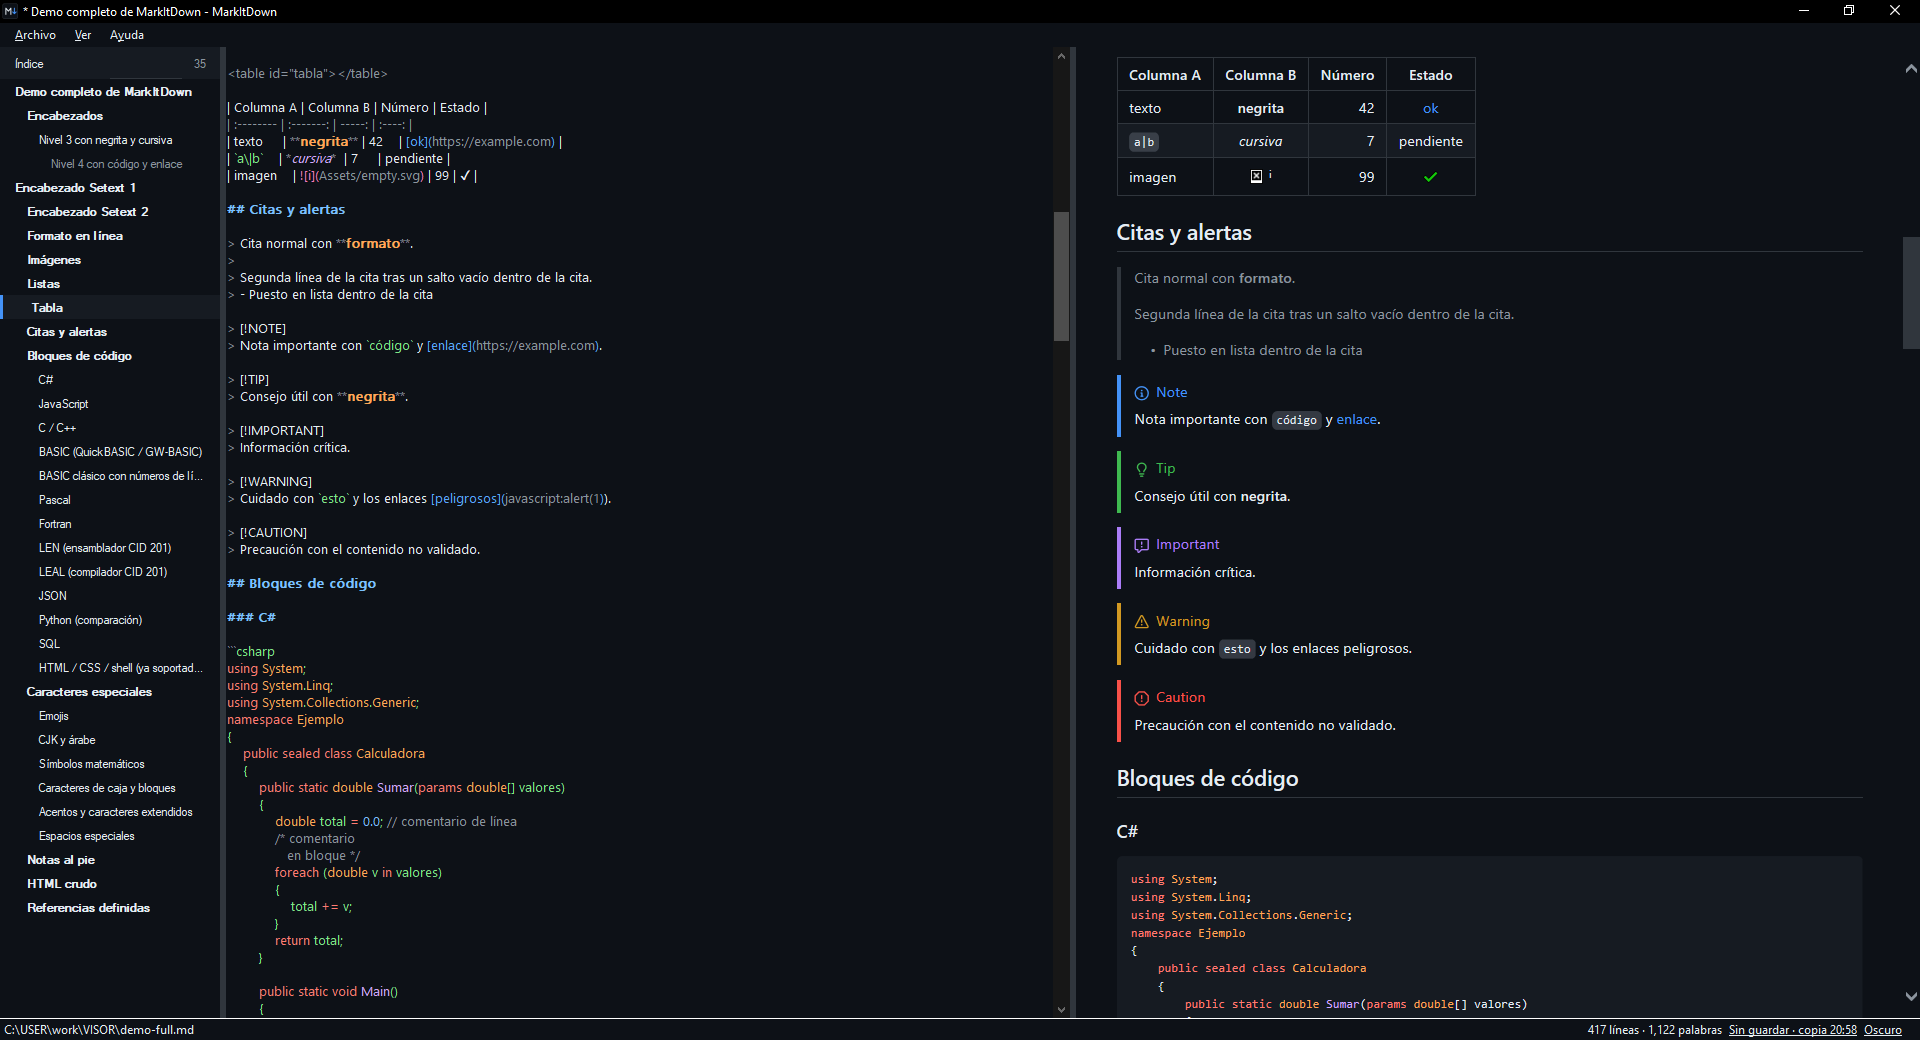 M↓ * Demo completo de MarkItDown - MarkItDown
Archivo Ver Ayuda
Índice 35
Demo completo de MarkItDown
Encabezados
Nivel 3 con negrita y cursiva
Nivel 4 con código y enlace
Encabezado Setext 1
Encabezado Setext 2
Formato en línea
Imágenes
Listas
Tabla
Citas y alertas
Bloques de código
C#
JavaScript
C / C++
BASIC (QuickBASIC / GW-BASIC)
BASIC clásico con números de lí...
Pascal
Fortran
LEN (ensamblador CID 201)
LEAL (compilador CID 201)
JSON
Python (comparación)
SQL
HTML / CSS / shell (ya soportad...
Caracteres especiales
Emojis
CJK y árabe
Símbolos matemáticos
Caracteres de caja y bloques
Acentos y caracteres extendidos
Espacios especiales
Notas al pie
HTML crudo
Referencias definidas
<table id="tabla"></table>
| Columna A | Columna B | Número | Estado |
| :-------- | :-------: | -----: | :----: |
| texto | **negrita** | 42 | [ok](https://example.com) |
| `a\|b` | *cursiva* | 7 | pendiente |
| imagen | ![i](Assets/empty.svg) | 99 | ✓ |
## Citas y alertas
> Cita normal con **formato**.
>
> Segunda línea de la cita tras un salto vacío dentro de la cita.
> - Puesto en lista dentro de la cita
> [!NOTE]
> Nota importante con `código` y [enlace](https://example.com).
> [!TIP]
> Consejo útil con **negrita**.
> [!IMPORTANT]
> Información crítica.
> [!WARNING]
> Cuidado con `esto` y los enlaces [peligrosos](javascript:alert(1)).
> [!CAUTION]
> Precaución con el contenido no validado.
## Bloques de código
### C#
```csharp
using System;
using System.Linq;
using System.Collections.Generic;
namespace Ejemplo
{
public sealed class Calculadora
{
public static double Sumar(params double[] valores)
{
double total = 0.0; // comentario de línea
/* comentario
en bloque */
foreach (double v in valores)
{
total += v;
}
return total;
}
public static void Main()
{
Columna A Columna B Número Estado
texto negrita 42 ok
a|b cursiva 7 pendiente
imagen i 99 ✓
Citas y alertas
Cita normal con formato.
Segunda línea de la cita tras un salto vacío dentro de la cita.
• Puesto en lista dentro de la cita
Note
Nota importante con código y enlace.
Tip
Consejo útil con negrita.
Important
Información crítica.
Warning
Cuidado con esto y los enlaces peligrosos.
Caution
Precaución con el contenido no validado.
Bloques de código
C#
using System;
using System.Linq;
using System.Collections.Generic;
namespace Ejemplo
{
public sealed class Calculadora
{
public static double Sumar(params double[] valores)
C:\USER\work\VISOR\demo-full.md
417 líneas · 1,122 palabras Sin guardar · copia 20:58 Oscuro